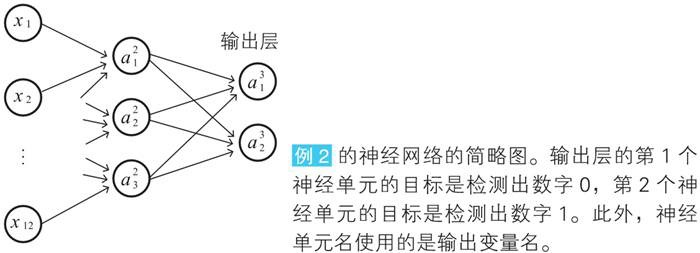 输出层
x₁
x₂
⋮
x₁₂
a²₁
a²₂
a²₃
a³₁
a³₂
例 2 的神经网络的简略图。输出层的第 1 个
神经单元的目标是检测出数字 0，第 2 个神
经单元的目标是检测出数字 1。此外，神经
单元名使用的是输出变量名。